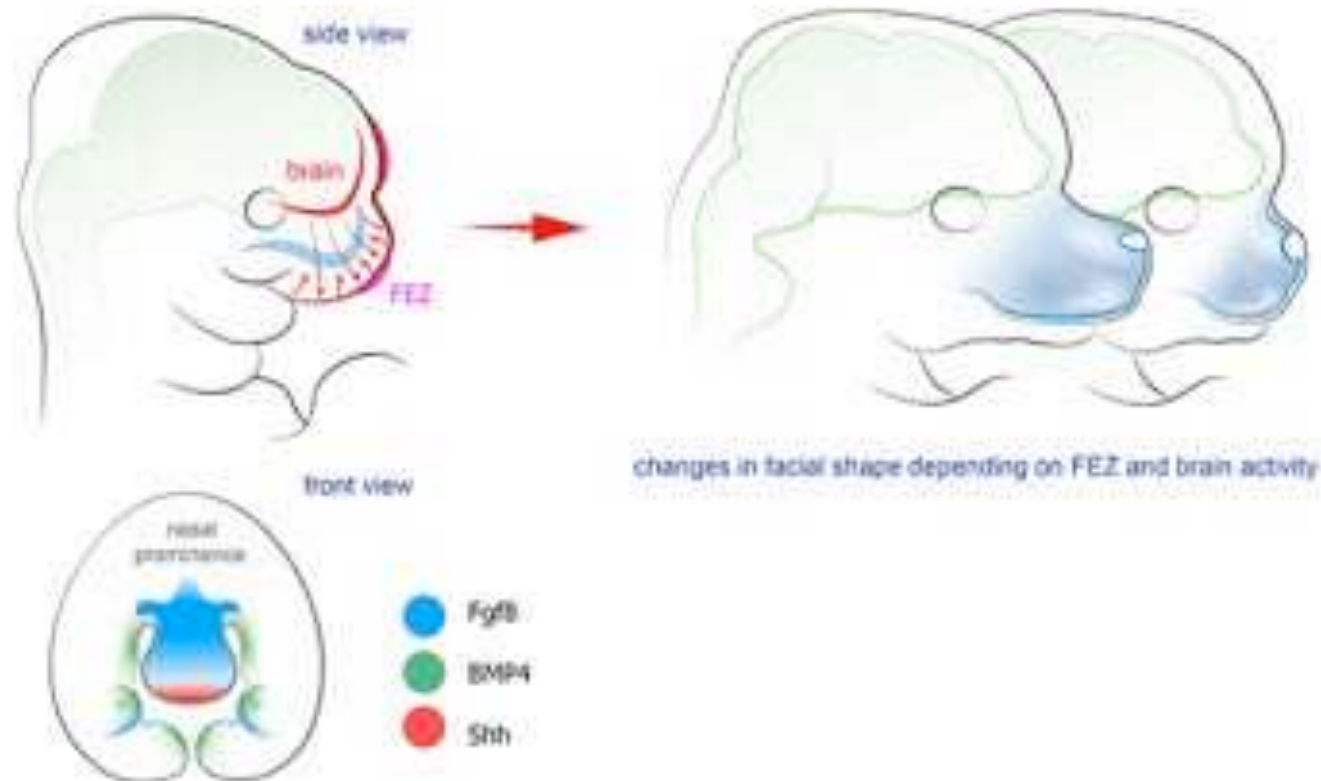 side view
brain
FEZ
changes in facial shape depending on FEZ and brain activity
front view
nasal
prominence
Fgf8
BMP4
Shh